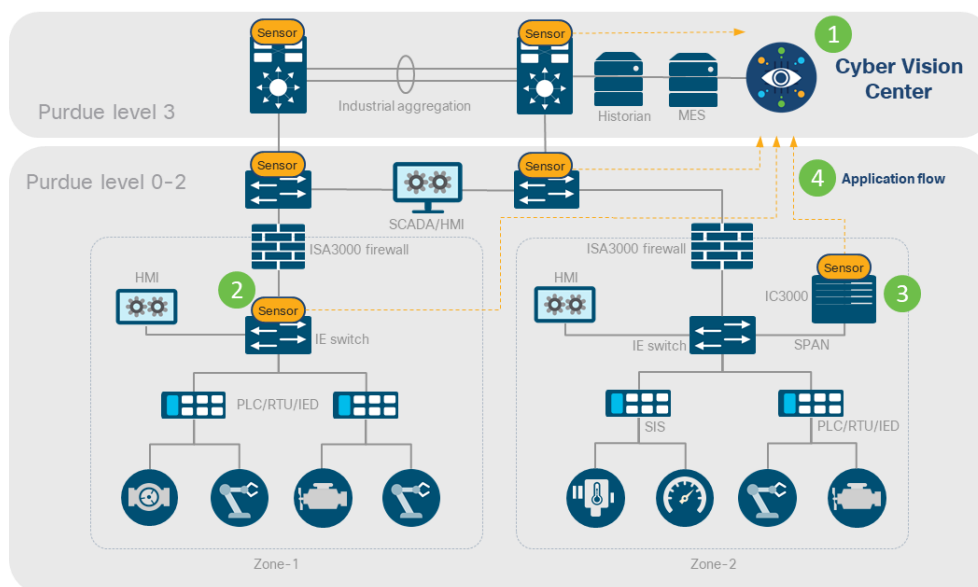 Sensor
Sensor
1
Cyber Vision
Center
Industrial aggregation
Historian
MES
Purdue level 3
Purdue level 0-2
Sensor
Sensor
4
Application flow
SCADA/HMI
ISA3000 firewall
ISA3000 firewall
HMI
2
Sensor
IE switch
HMI
Sensor
IC3000
3
IE switch
SPAN
PLC/RTU/IED
SIS
PLC/RTU/IED
Zone-1
Zone-2